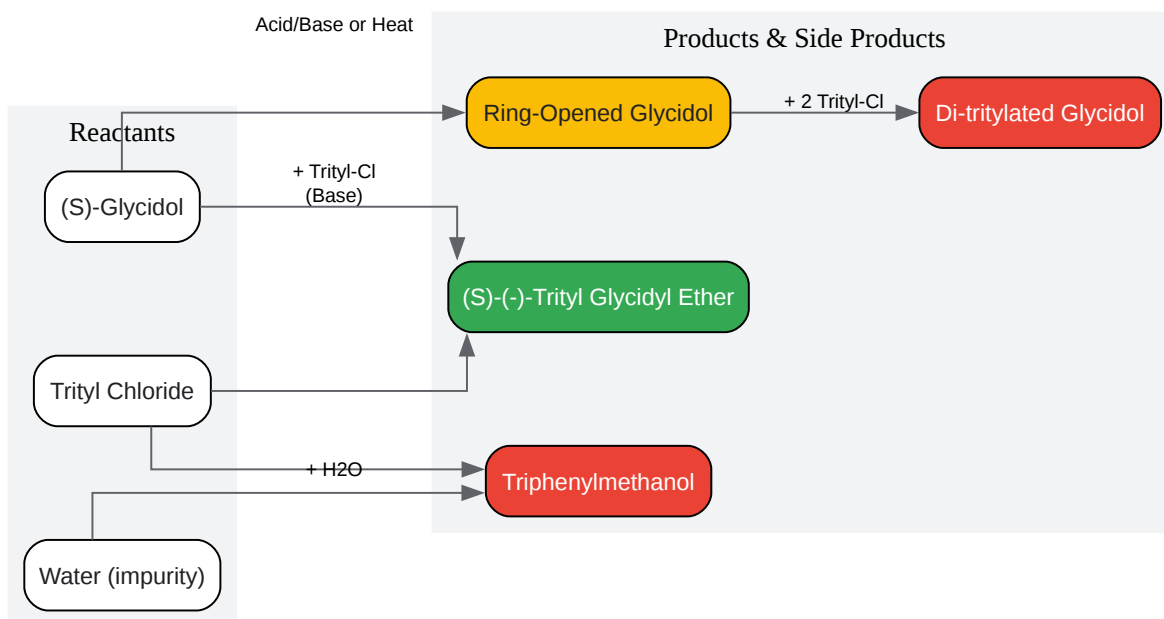 Acid/Base or Heat
Products & Side Products
Ring-Opened Glycidol
+ 2 Trityl-Cl
Di-tritylated Glycidol
Reactants
+ Trityl-Cl
(Base)
(S)-Glycidol
(S)-(-)-Trityl Glycidyl Ether
Trityl Chloride
+ H2O
Triphenylmethanol
Water (impurity)